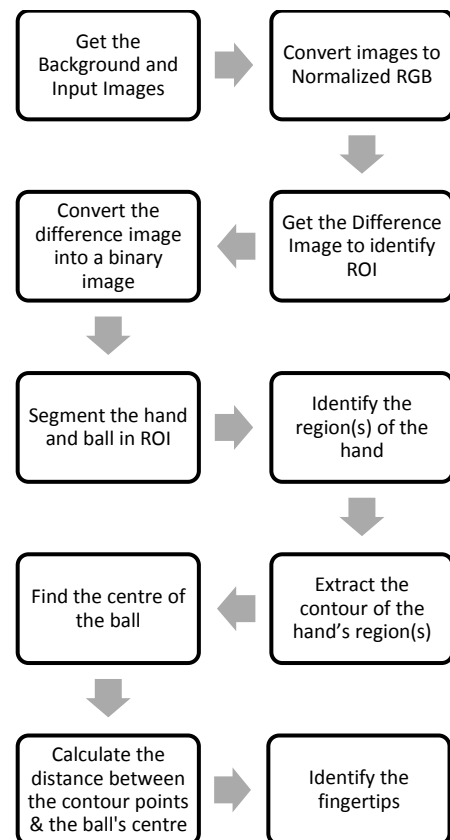 Get the
Background and
Input Images
Convert images to
Normalized RGB
Get the Difference
Image to identify
ROI
Convert the
difference image
into a binary
image
Segment the hand
and ball in ROI
Identify the
region(s) of the
hand
Extract the
contour of the
hand’s region(s)
Find the centre of
the ball
Calculate the
distance between
the contour points
& the ball's centre
Identify the
fingertips